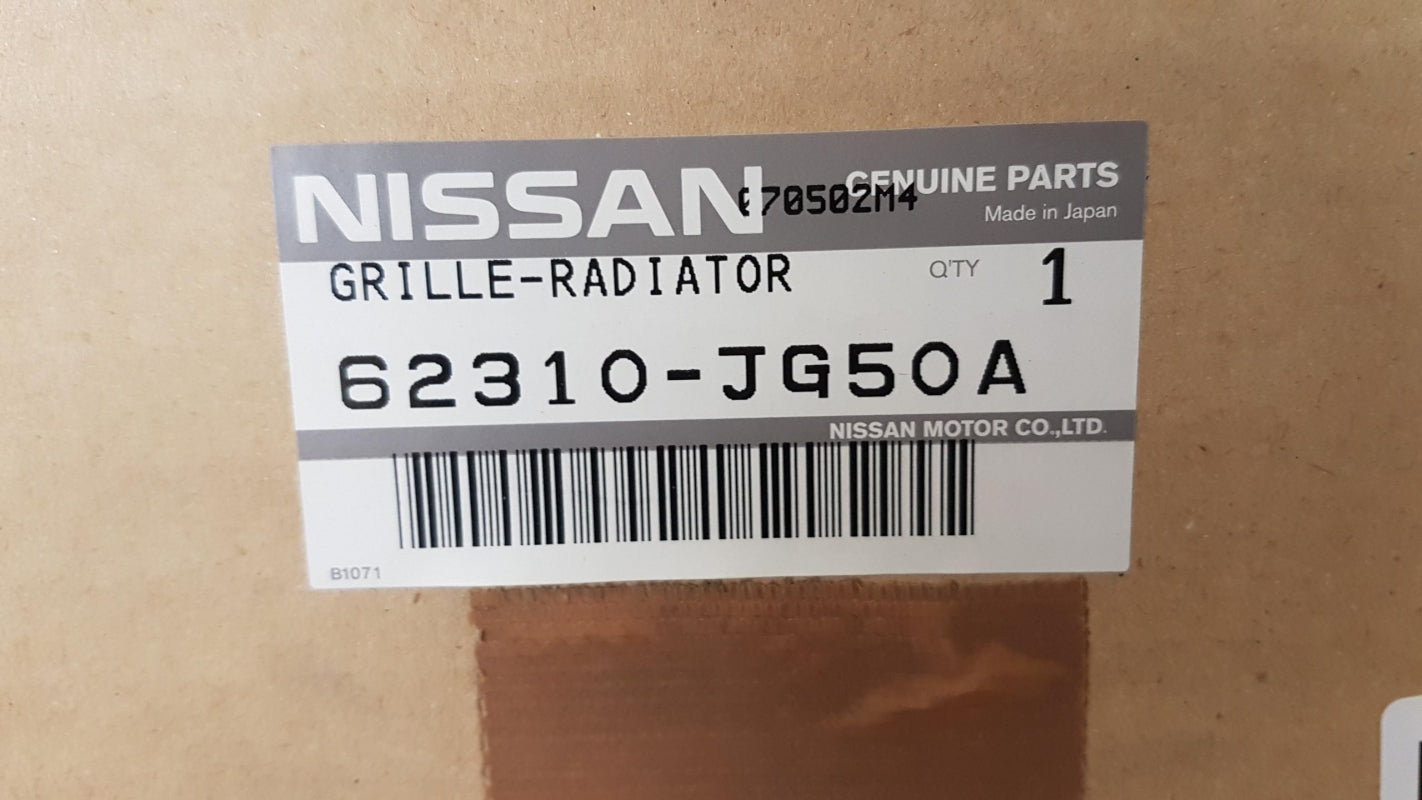 NISSAN GENUINE PARTS
070502M4
Made in Japan
GRILLE-RADIATOR Q'TY 1
62310-JG50A
NISSAN MOTOR CO.,LTD.
B1071